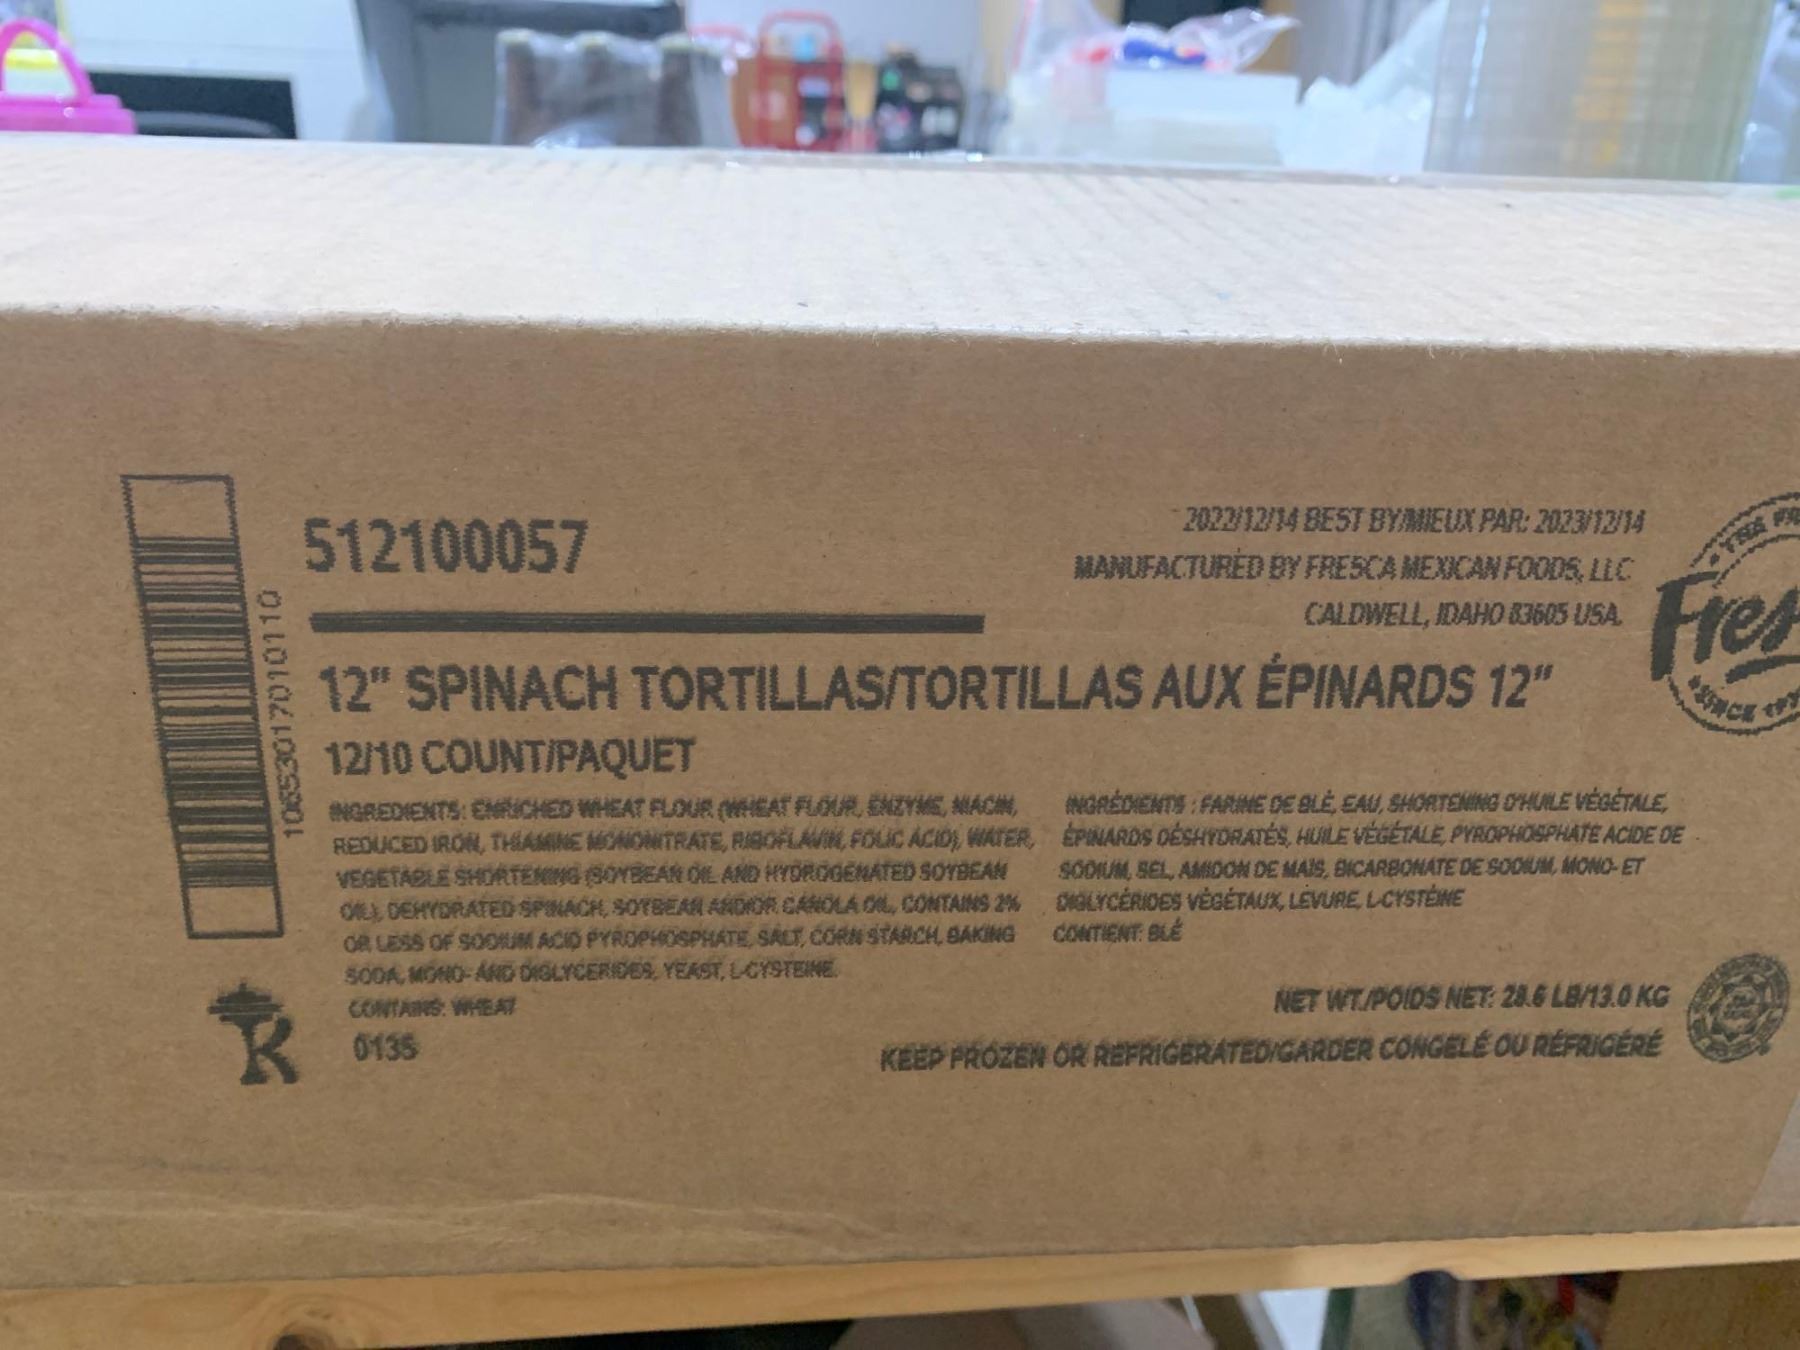 512100057
2022/12/14 BEST BY/MIEUX PAR: 2023/12/14
MANUFACTURED BY FRESCA MEXICAN FOODS, LLC
CALDWELL, IDAHO 83605 USA.
Fres
SINCE
10653017010110
12" SPINACH TORTILLAS/TORTILLAS AUX ÉPINARDS 12"
12/10 COUNT/PAQUET
INGREDIENTS: ENRICHED WHEAT FLOUR (WHEAT FLOUR, ENZYME, NIACIN,
REDUCED IRON, THIAMINE MONONITRATE, RIBOFLAVIN, FOLIC ACID), WATER,
VEGETABLE SHORTENING (SOYBEAN OIL AND HYDROGENATED SOYBEAN
OIL), DEHYDRATED SPINACH, SOYBEAN AND/OR CANOLA OIL, CONTAINS 2%
OR LESS OF SODIUM ACID PYROPHOSPHATE, SALT, CORN STARCH, BAKING
SODA, MONO- AND DIGLYCERIDES, YEAST, L-CYSTEINE.
CONTAINS: WHEAT
0135
INGRÉDIENTS : FARINE DE BLÉ, EAU, SHORTENING D'HUILE VÉGÉTALE,
ÉPINARDS DÉSHYDRATÉS, HUILE VÉGÉTALE, PYROPHOSPHATE ACIDE DE
SODIUM, SEL, AMIDON DE MAÏS, BICARBONATE DE SODIUM, MONO- ET
DIGLYCÉRIDES VÉGÉTAUX, LEVURE, L-CYSTÉINE
CONTIENT: BLÉ
NET WT./POIDS NET: 28.6 LB/13.0 KG
KEEP FROZEN OR REFRIGERATED/GARDER CONGELÉ OU RÉFRIGÉRÉ
K